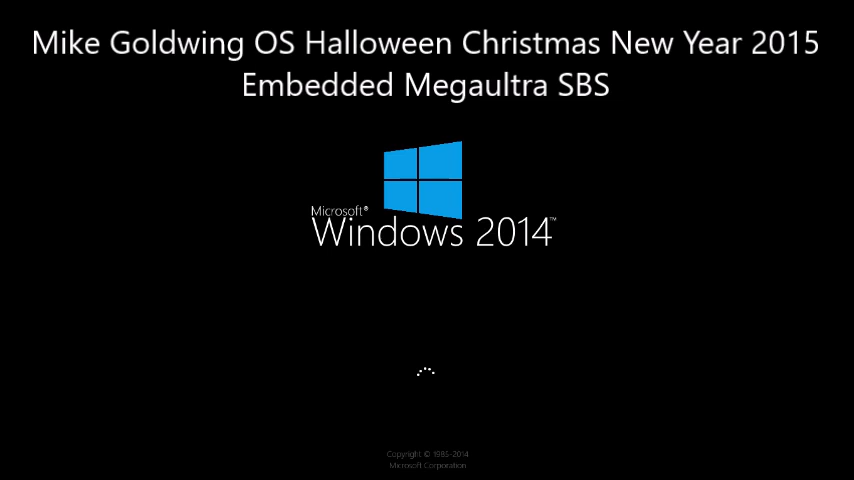 Mike Goldwing OS Halloween Christmas New Year 2015
Embedded Megaultra SBS
Microsoft®
Windows 2014™
Copyright © 1985-2014
Microsoft Corporation